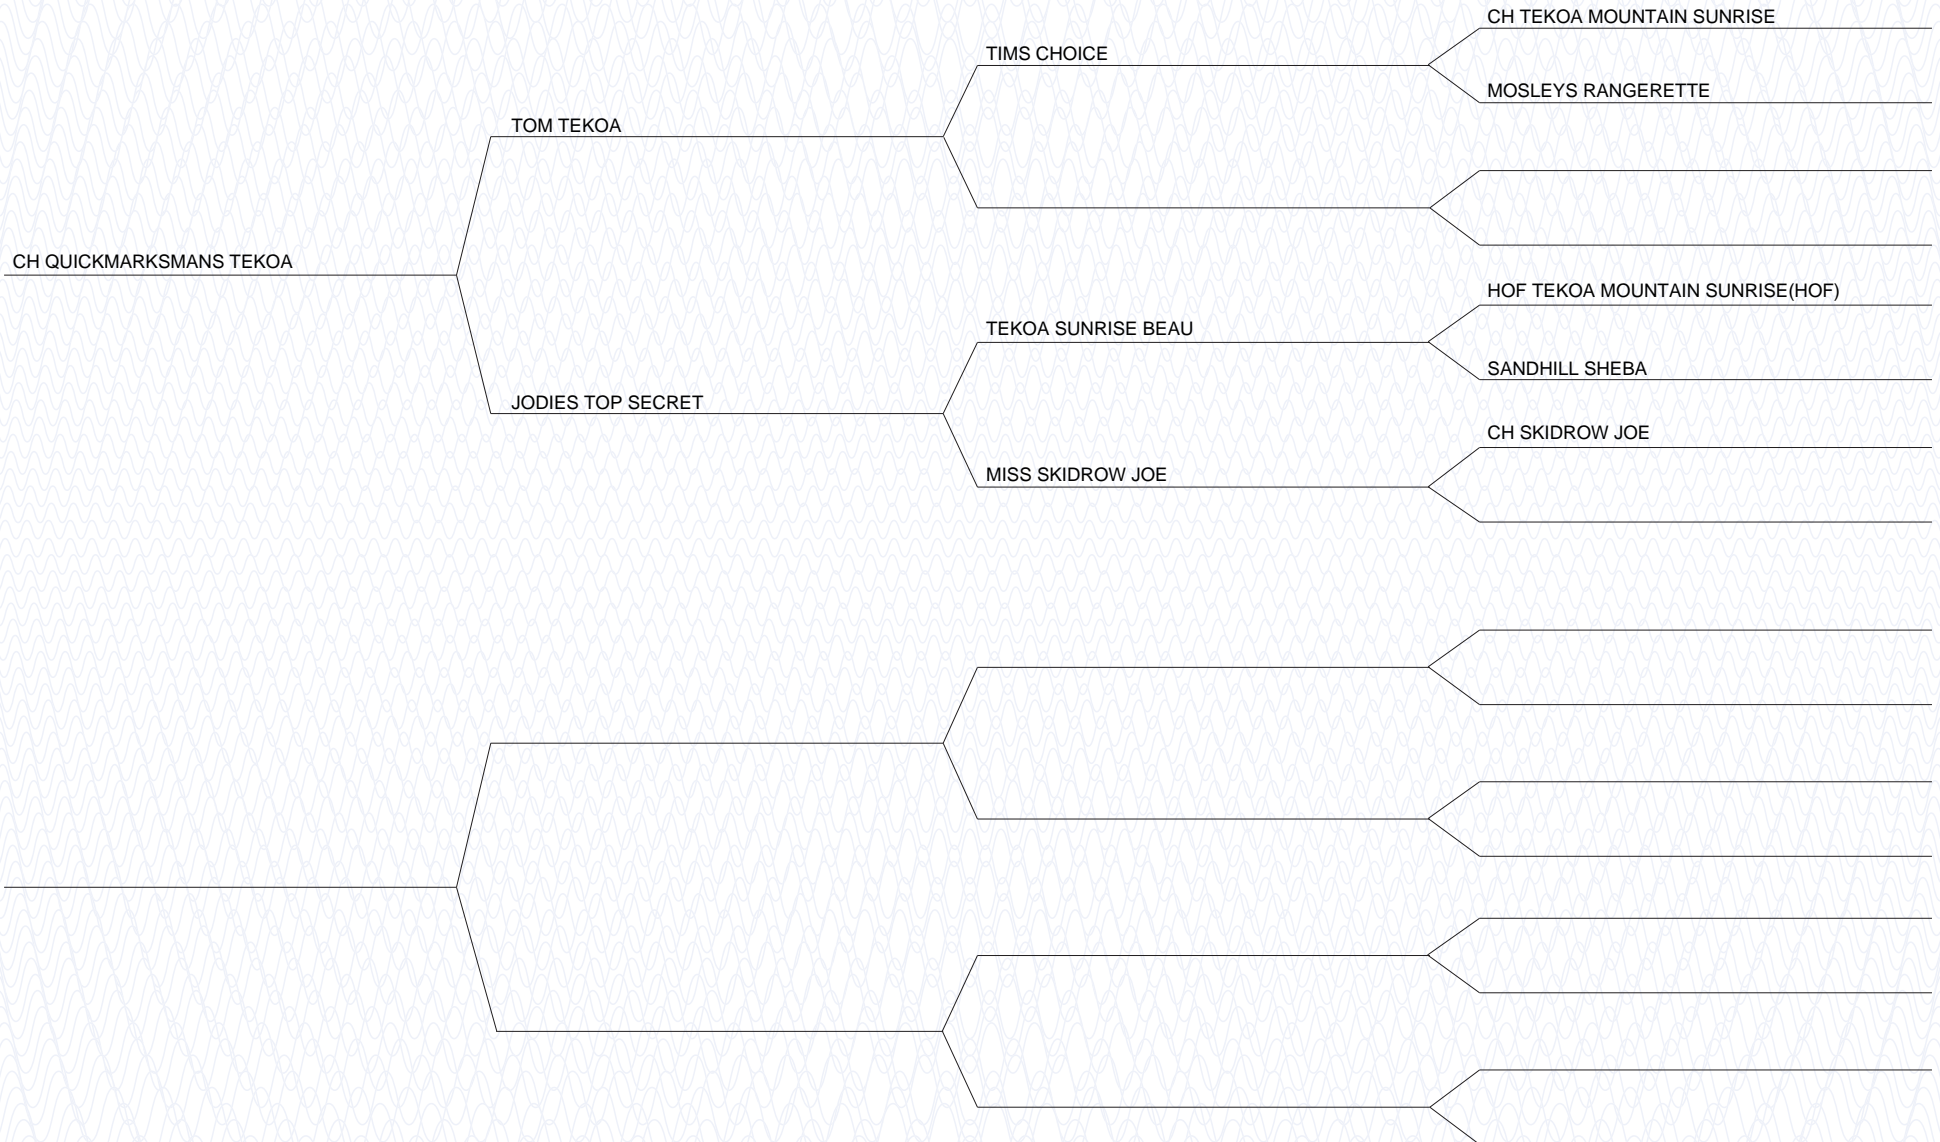 CH TEKOA MOUNTAIN SUNRISE
TIMS CHOICE
MOSLEYS RANGERETTE
TOM TEKOA
CH QUICKMARKSMANS TEKOA
HOF TEKOA MOUNTAIN SUNRISE(HOF)
TEKOA SUNRISE BEAU
SANDHILL SHEBA
JODIES TOP SECRET
CH SKIDROW JOE
MISS SKIDROW JOE